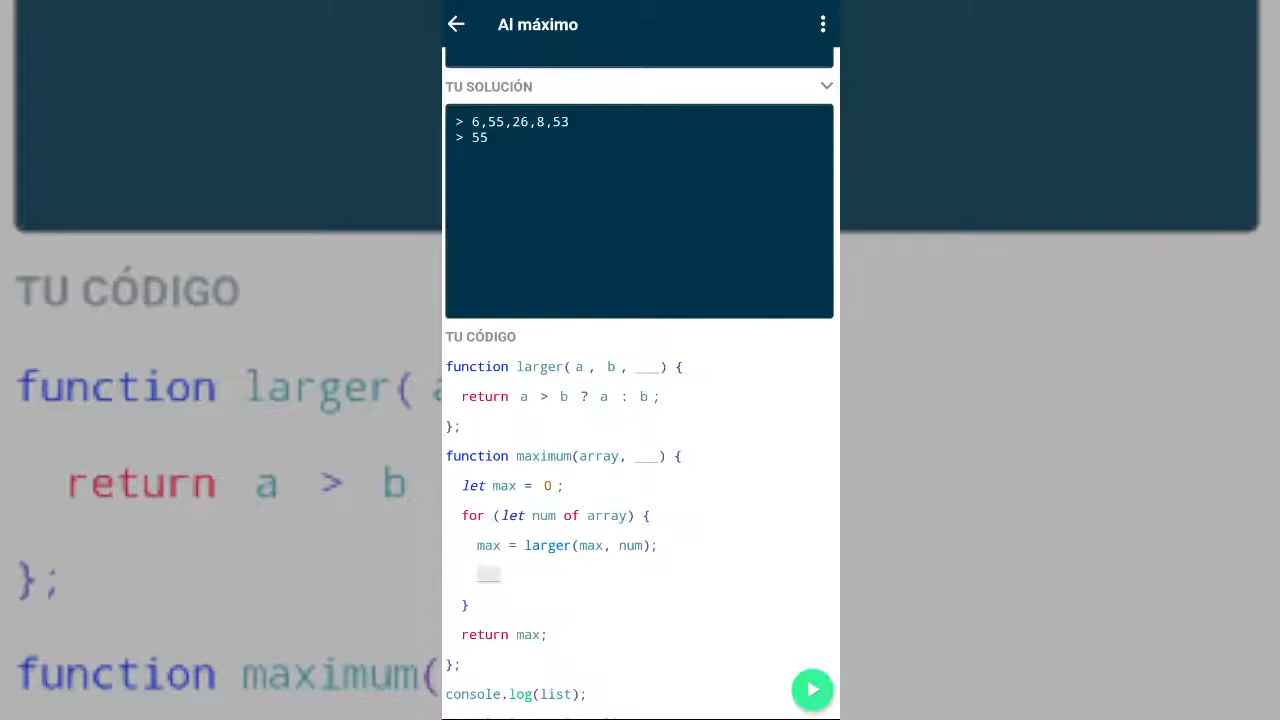 Al máximo
TU SOLUCIÓN
> 6,55,26,8,53
> 55
TU CÓDIGO
function larger( a , b , ___) {
return a > b ? a : b ;
};
function maximum(array, ___) {
let max = 0 ;
for (let num of array) {
max = larger(max, num);
___
}
return max;
};
console.log(list);
TU CÓDIGO
function larger( a
return a > b
};
function maximum(